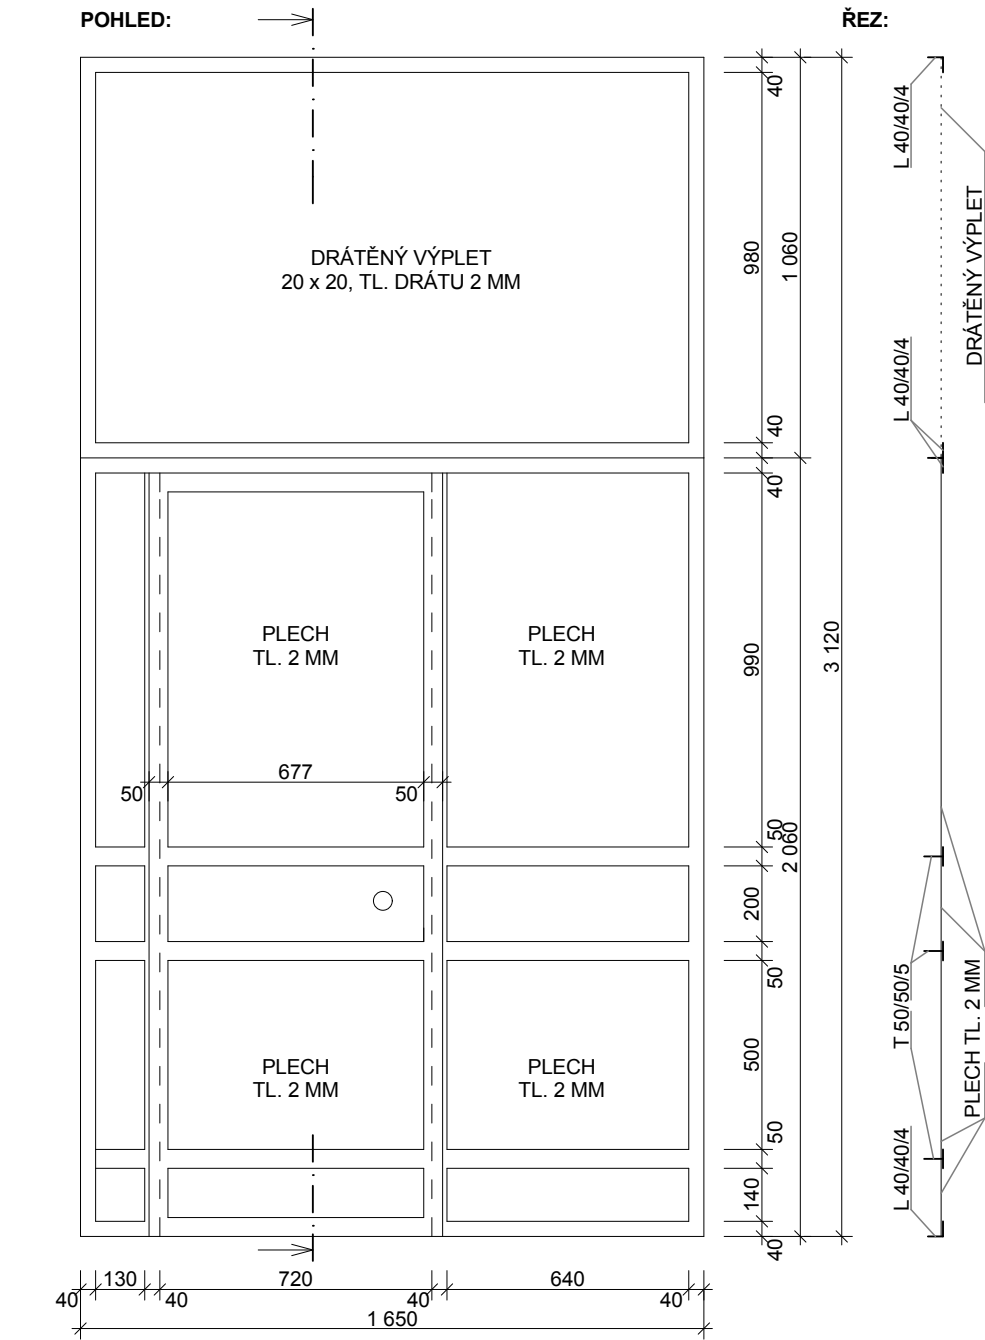 POHLED:
ŘEZ:
DRÁTĚNÝ VÝPLET
20 x 20, TL. DRÁTU 2 MM
40
980
1 060
40
40
L 40/40/4
DRÁTĚNÝ VÝPLET
L 40/40/4
PLECH
TL. 2 MM
PLECH
TL. 2 MM
990
3 120
677
50
50
50
2 060
200
50
T 50/50/5
PLECH TL. 2 MM
PLECH
TL. 2 MM
PLECH
TL. 2 MM
500
50
140
L 40/40/4
40
130
720
640
40
40
40
40
1 650